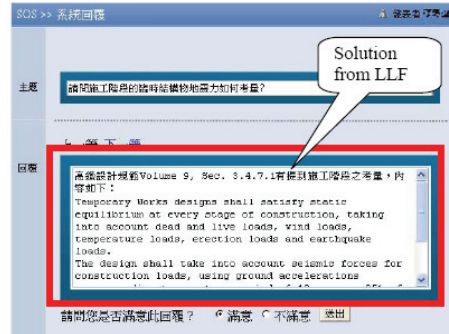 SOS >> 系統回覆
發表者
Solution
from LLF
主題
請問施工階段的臨時結構物地震力如何考量?
回覆
高鐵設計規範Volume 9, Sec. 3.4.7.1有提到施工階段之考量，內
容如下：
Temporary Works designs shall satisfy static
equilibrium at every stage of construction, taking
into account dead and live loads, wind loads,
temperature loads, erection loads and earthquake
loads.
The design shall take into account seismic forces for
construction loads, using ground accelerations
請問您是否滿意此回覆？ 滿意 不滿意 送出